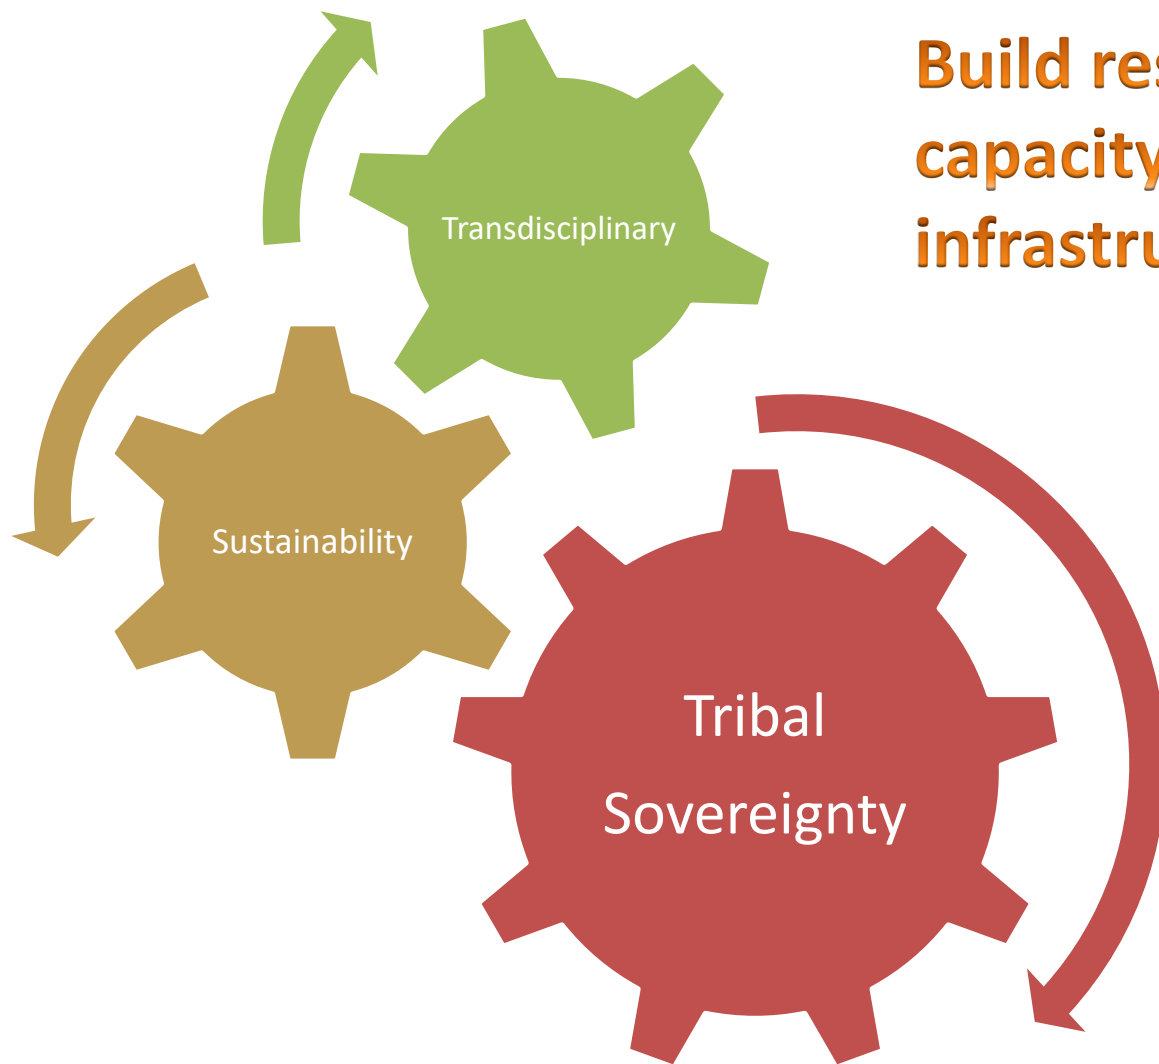 Build res
capacity
infrastru
Transdisciplinary
Sustainability
Tribal
Sovereignty